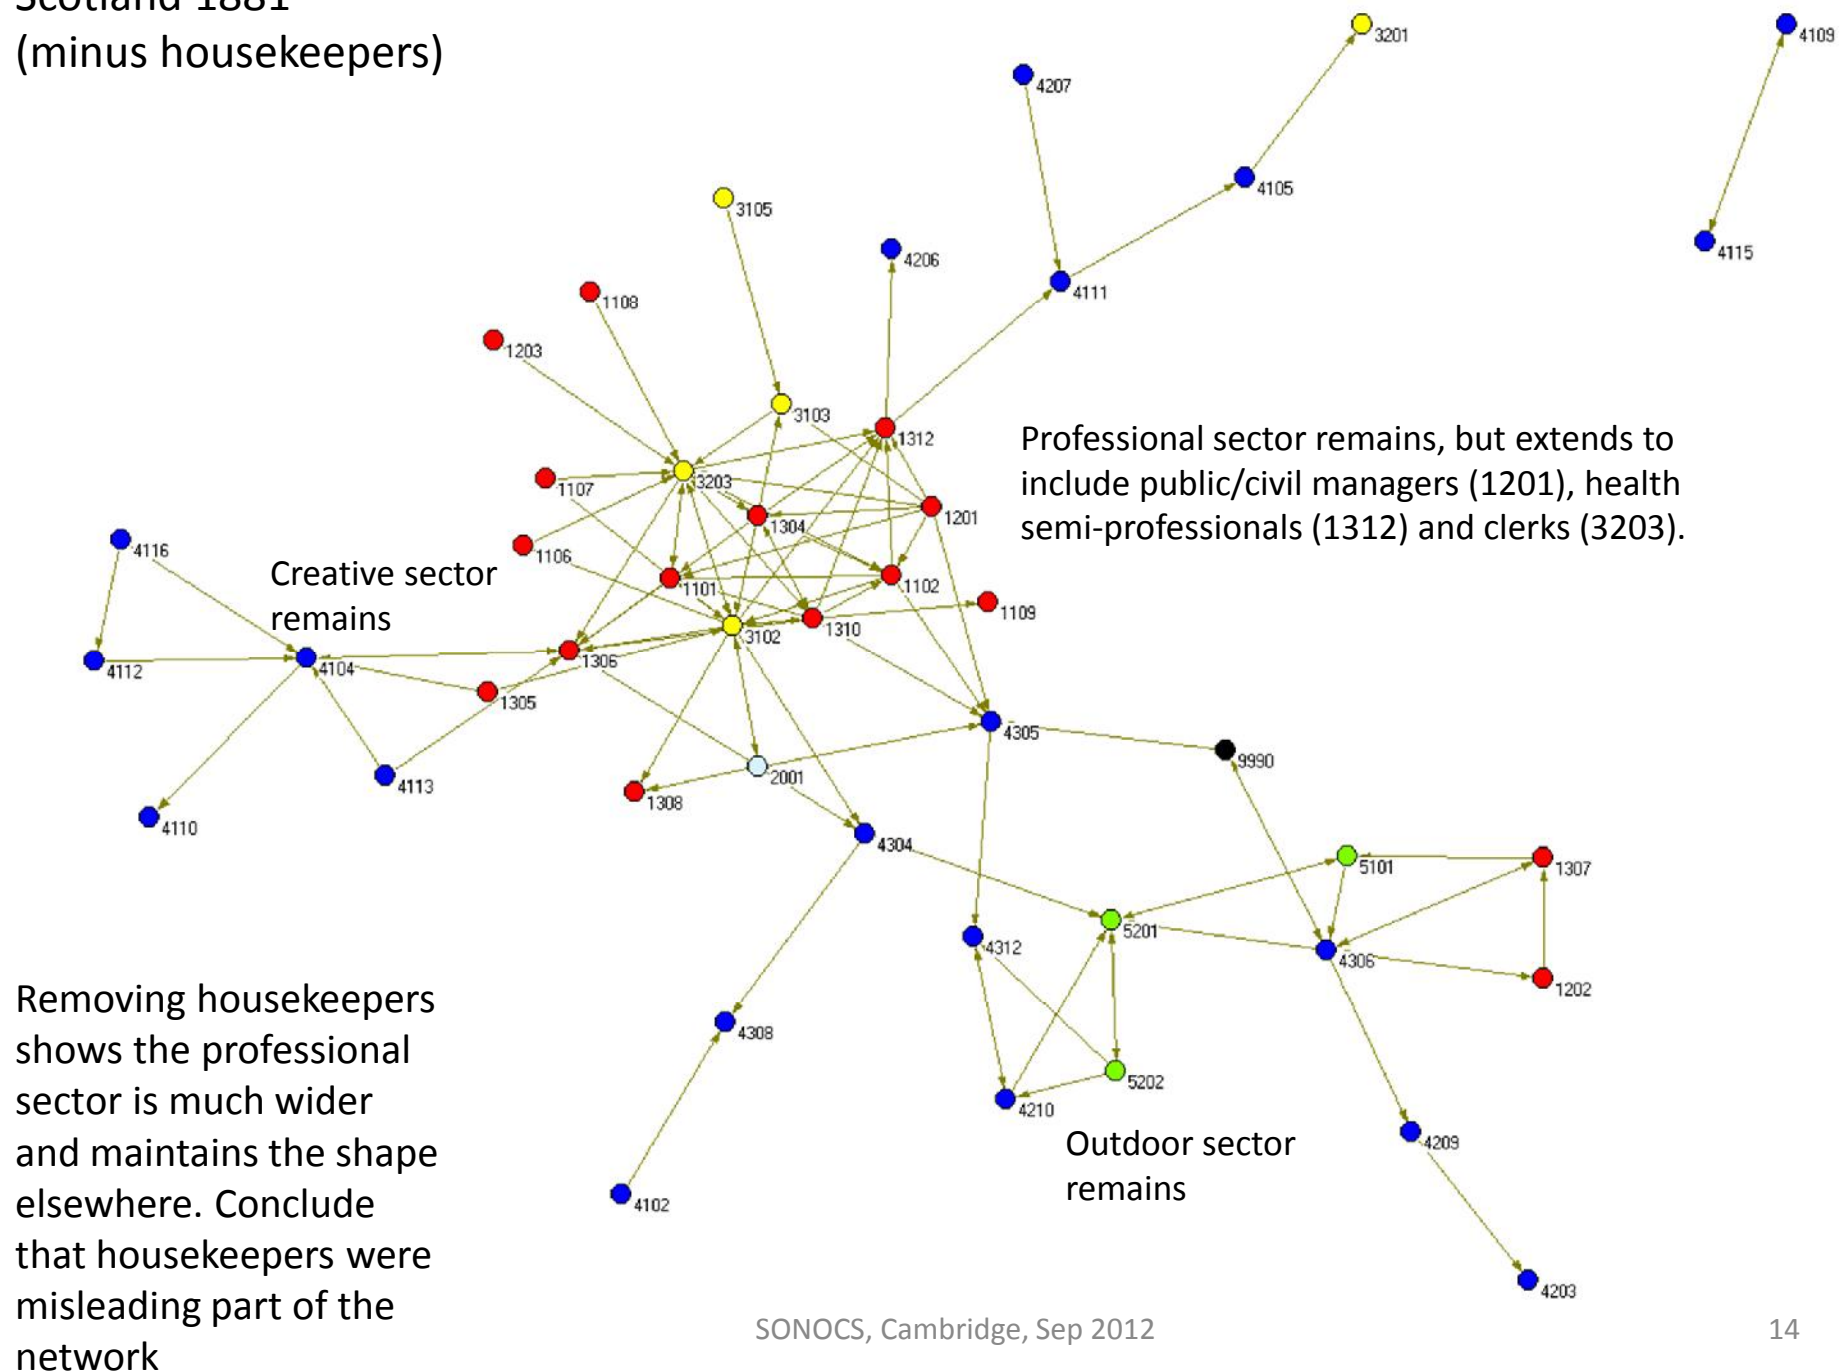 Scotland 1881
(minus housekeepers)
3201
4109
4207
4105
3105
4115
4206
4111
1108
1203
3103
1312
Professional sector remains, but extends to
include public/civil managers (1201), health
semi-professionals (1312) and clerks (3203).
3203
1107
1304
1201
4116
1106
Creative sector
remains
1101
1102
1109
3102
1310
4112
4104
1306
1305
4305
9990
2001
4113
1308
4110
4304
5101
1307
5201
4312
4306
1202
Removing housekeepers
shows the professional
sector is much wider
and maintains the shape
elsewhere. Conclude
that housekeepers were
misleading part of the
network
4308
5202
4210
Outdoor sector
remains
4209
4102
4203
SONOCS, Cambridge, Sep 2012
14